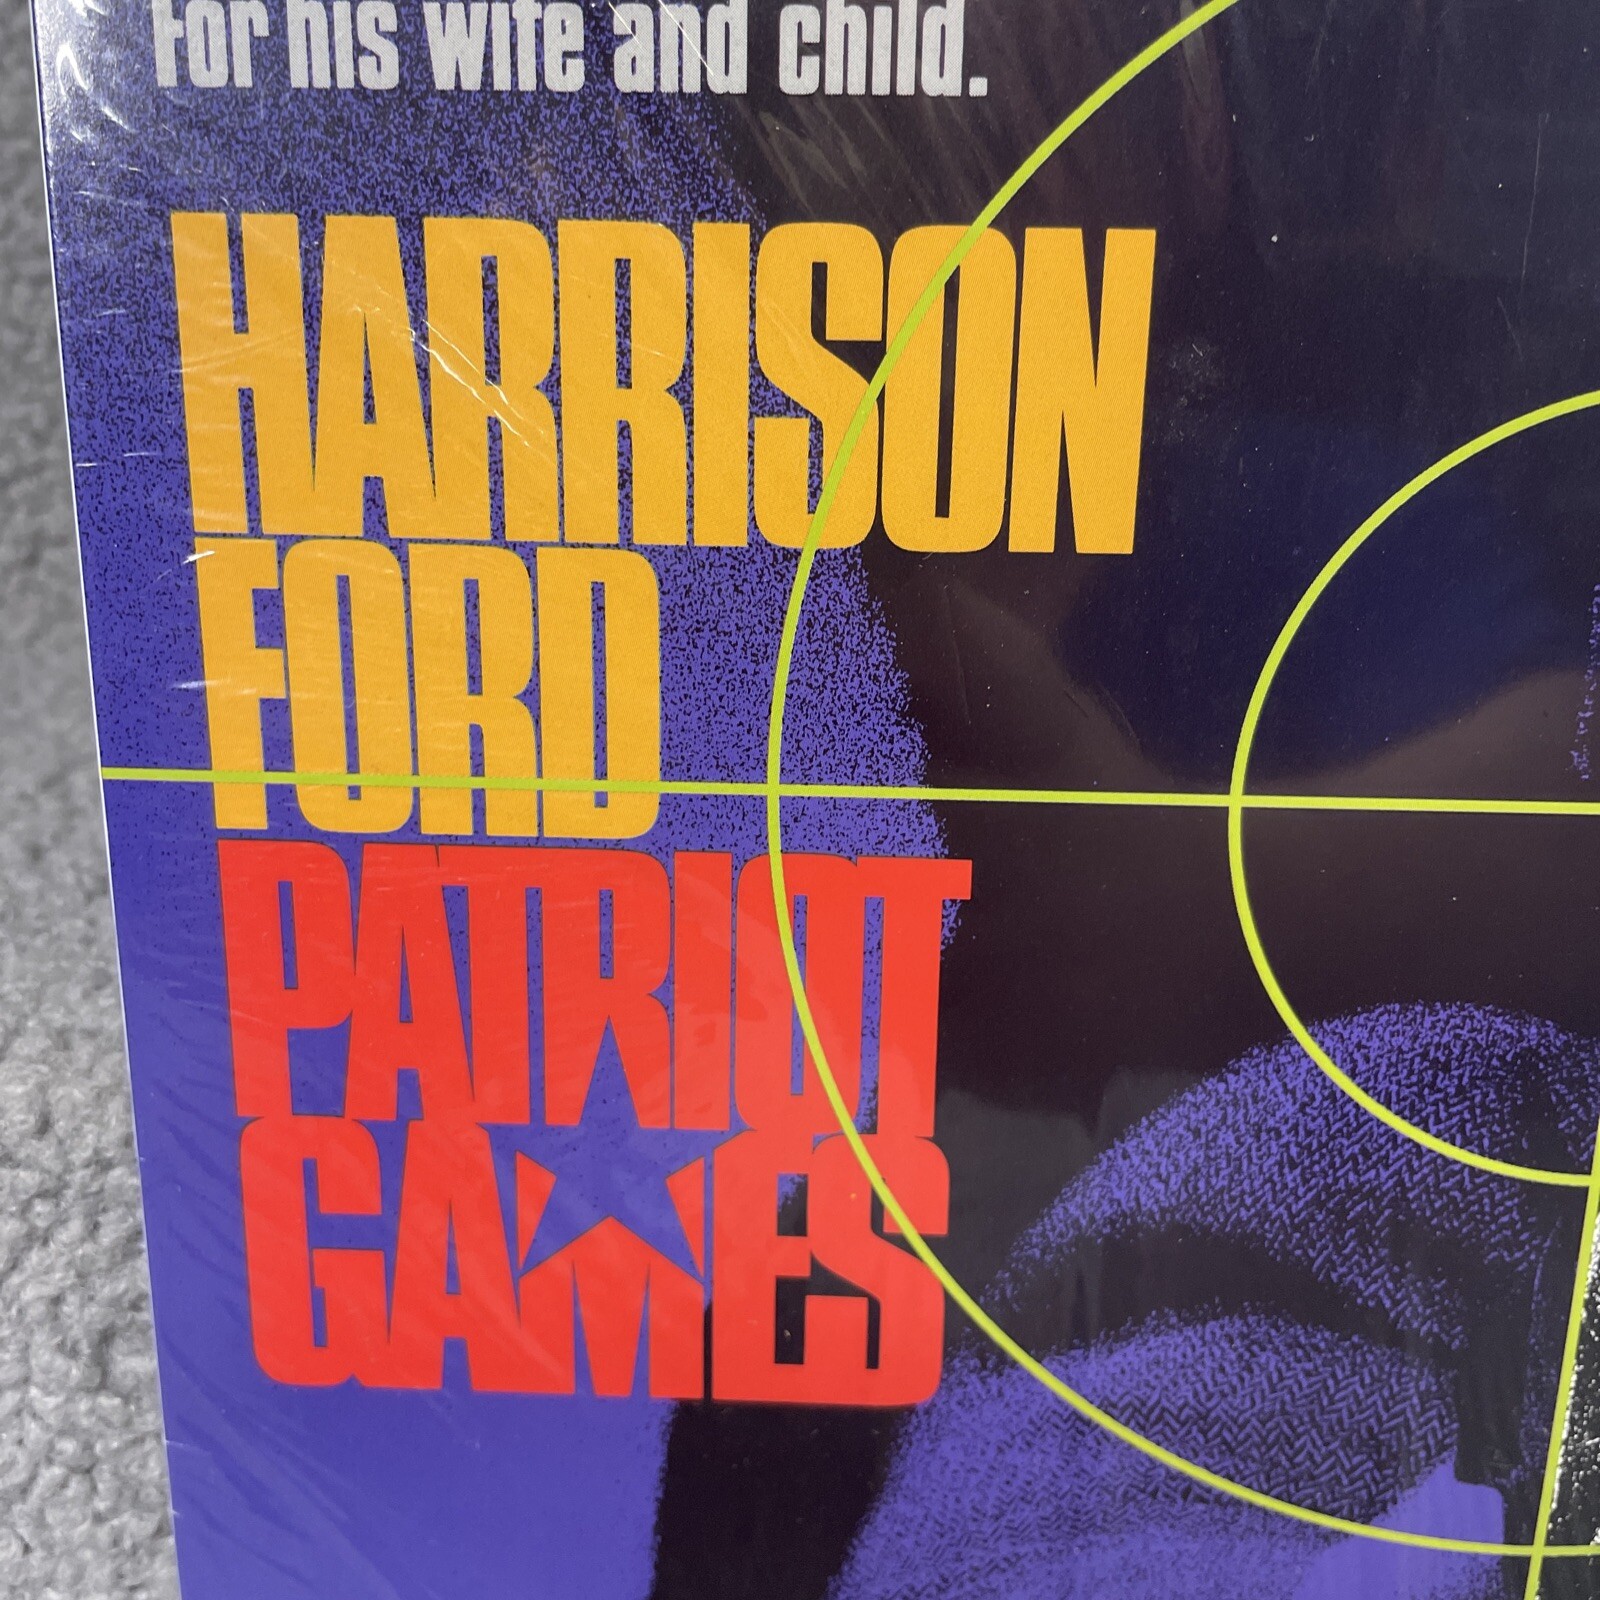 For his wife and child.
HARRISON
FORD
PATRIOT
GAMES